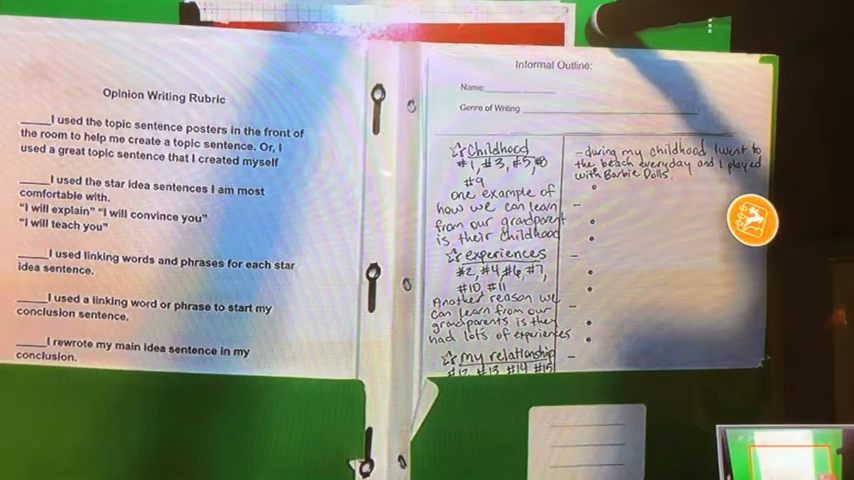 Opinion Writing Rubric
_____I used the topic sentence posters in the front of
the room to help me create a topic sentence. Or, I
used a great topic sentence that I created myself
_____I used the star idea sentences I am most
comfortable with.
“I will explain” “I will convince you”
“I will teach you”
_____I used linking words and phrases for each star
idea sentence.
_____I used a linking word or phrase to start my
conclusion sentence.
_____I rewrote my main idea sentence in my
conclusion.
Informal Outline:
Name:
Genre of Writing
☆Childhood
#1, #3, #5, #8
#9
one example of
how we can learn
from our grandparent
is their childhood
☆experiences
#2, #4, #6, #7,
#10, #11
Another reason we
can learn from our
grandparents is they
had lots of experiences
☆my relationship
#12, #13 #14 #15
- during my childhood I went to
the beach everyday and I played
with Barbie Dolls.